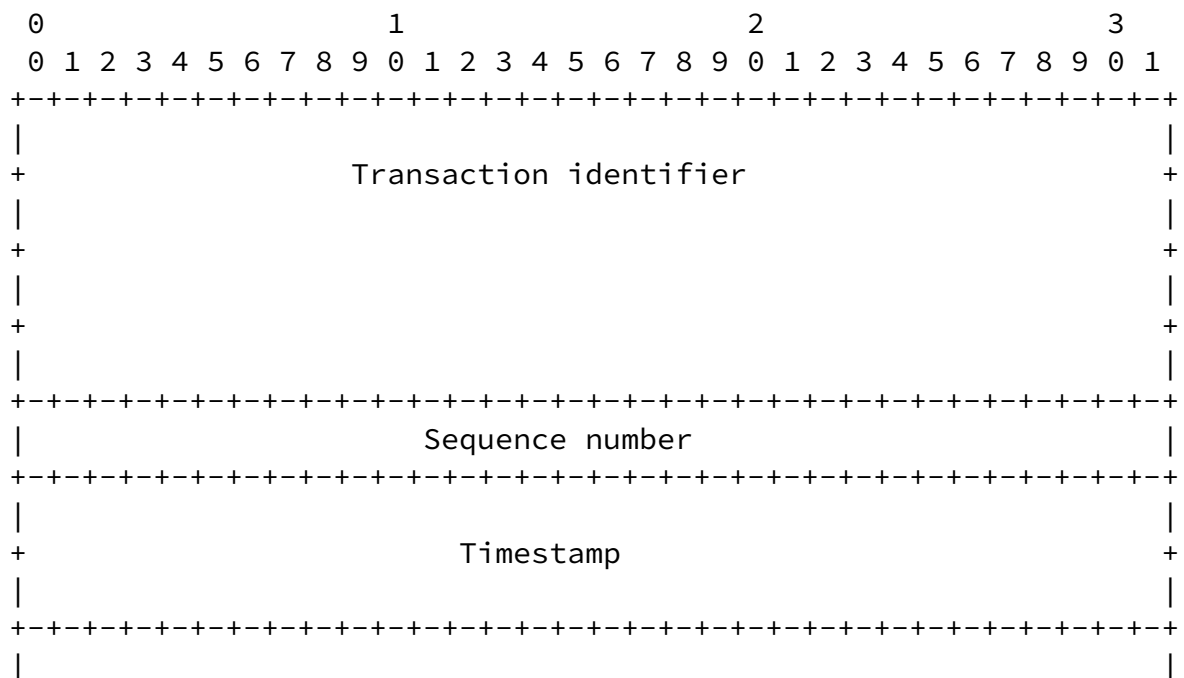 0                   1                   2                   3
 0 1 2 3 4 5 6 7 8 9 0 1 2 3 4 5 6 7 8 9 0 1 2 3 4 5 6 7 8 9 0 1
+-+-+-+-+-+-+-+-+-+-+-+-+-+-+-+-+-+-+-+-+-+-+-+-+-+-+-+-+-+-+-+-+
|                                                               |
+                  Transaction identifier                       +
|                                                               |
+                                                               +
|                                                               |
+                                                               +
|                                                               |
+-+-+-+-+-+-+-+-+-+-+-+-+-+-+-+-+-+-+-+-+-+-+-+-+-+-+-+-+-+-+-+-+
|                      Sequence number                          |
+-+-+-+-+-+-+-+-+-+-+-+-+-+-+-+-+-+-+-+-+-+-+-+-+-+-+-+-+-+-+-+-+
|                                                               |
+                        Timestamp                              +
|                                                               |
+-+-+-+-+-+-+-+-+-+-+-+-+-+-+-+-+-+-+-+-+-+-+-+-+-+-+-+-+-+-+-+-+
|                                                               |